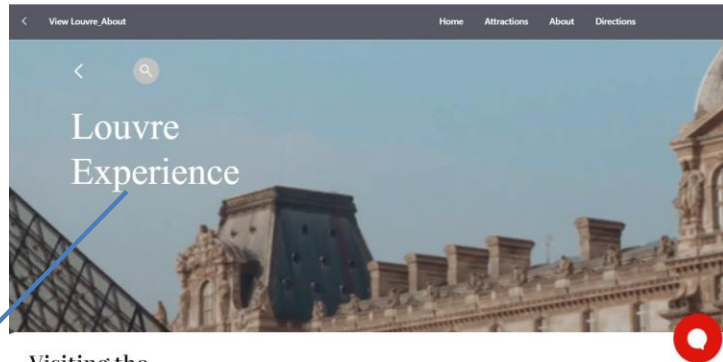 View Louvre_About
Home Attractions About Directions
Louvre
Experience
Visiting the